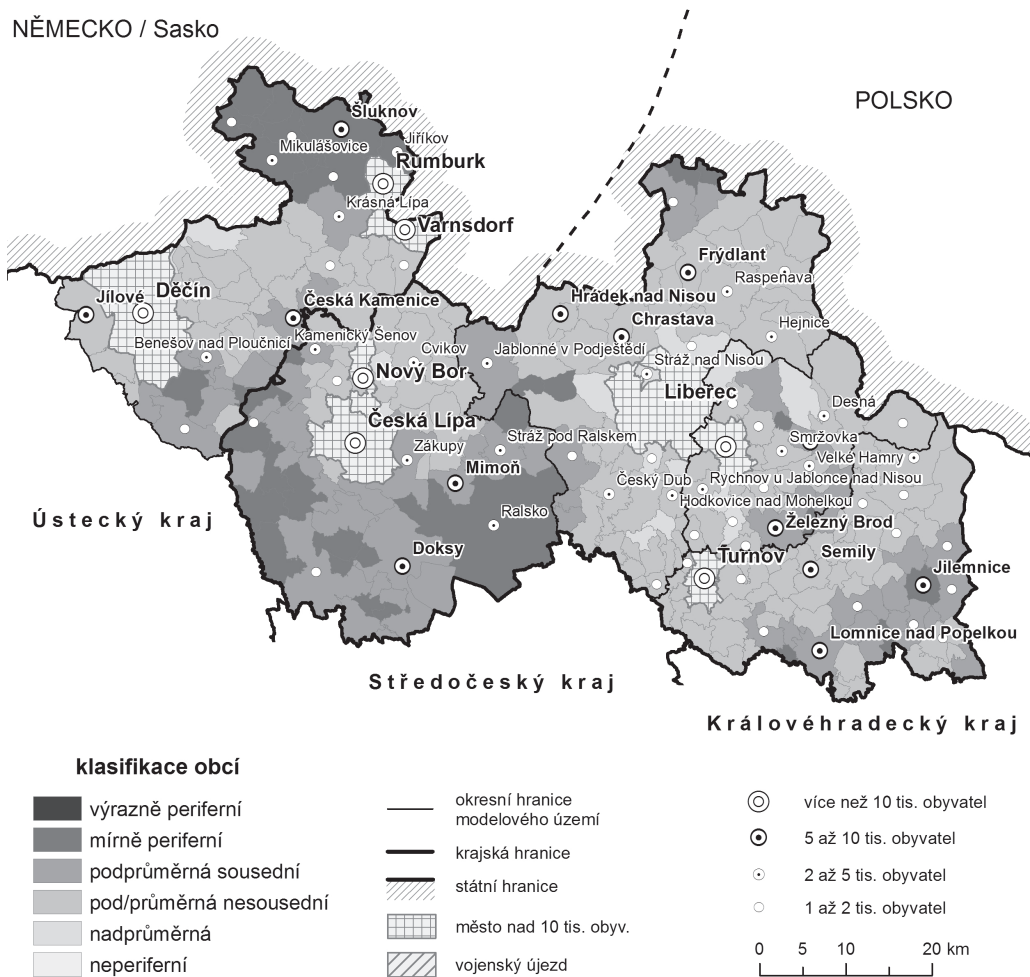 NĚMECKO / Sasko
POLSKO
Šluknov
Jiříkov
Mikulášovice
Rumburk
Krásná Lípa
Varnsdorf
Frýdlant
Raspenava
Děčín
Jílové
Česká Kamenice
Hrádek nad Nisou
Chrastava
Hejnice
Kamenický Šenov
Benešov nad Ploučnicí
Cvikov
Jablonné v Podještědí
Stráž nad Nisou
Nový Bor
Liberec
Desná
Česká Lípa
Stráž pod Ralskem
Smržovka
Zákupy
Velké Hamry
Mimoň
Český Dub
Rychnov u Jablonce nad Nisou
Hodkovice nad Mohelkou
Ralsko
Železný Brod
Ústecký kraj
Doksy
Turnov
Semily
Jilemnice
Lomnice nad Popelkou
Středočeský kraj
Královéhradecký kraj
klasifikace obcí
výrazně periferní
mírně periferní
podprůměrná sousední
pod/průměrná nesousední
nadprůměrná
neperiferní
okresní hranice
modelového území
krajská hranice
státní hranice
město nad 10 tis. obyv.
vojenský újezd
více než 10 tis. obyvatel
5 až 10 tis. obyvatel
2 až 5 tis. obyvatel
1 až 2 tis. obyvatel
0 5 10 20 km